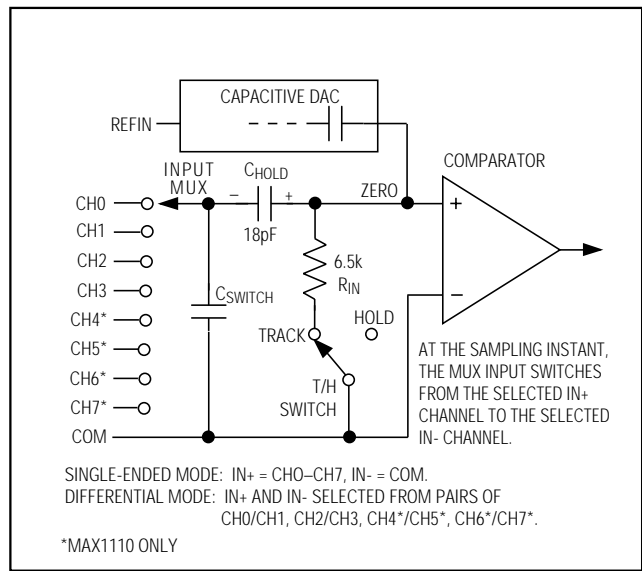 CAPACITIVE DAC
REFIN
COMPARATOR
INPUT
MUX
CHOLD
–
+
ZERO
+
18pF
CH0
CH1
CH2
CH3
CH4*
CH5*
CH6*
CH7*
COM
CSWITCH
6.5k
RIN
TRACK
HOLD
T/H
SWITCH
–
AT THE SAMPLING INSTANT,
THE MUX INPUT SWITCHES
FROM THE SELECTED IN+
CHANNEL TO THE SELECTED
IN- CHANNEL.
SINGLE-ENDED MODE: IN+ = CHO–CH7, IN- = COM.
DIFFERENTIAL MODE: IN+ AND IN- SELECTED FROM PAIRS OF
CH0/CH1, CH2/CH3, CH4*/CH5*, CH6*/CH7*.
*MAX1110 ONLY